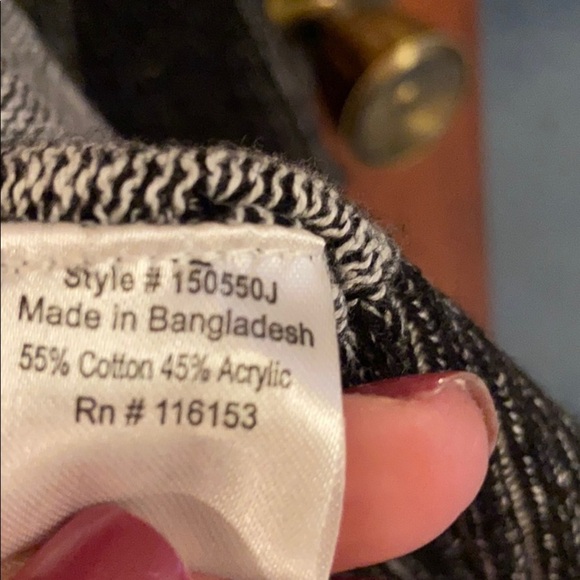 Style # 150550J
Made in Bangladesh
55% Cotton 45% Acrylic
Rn # 116153